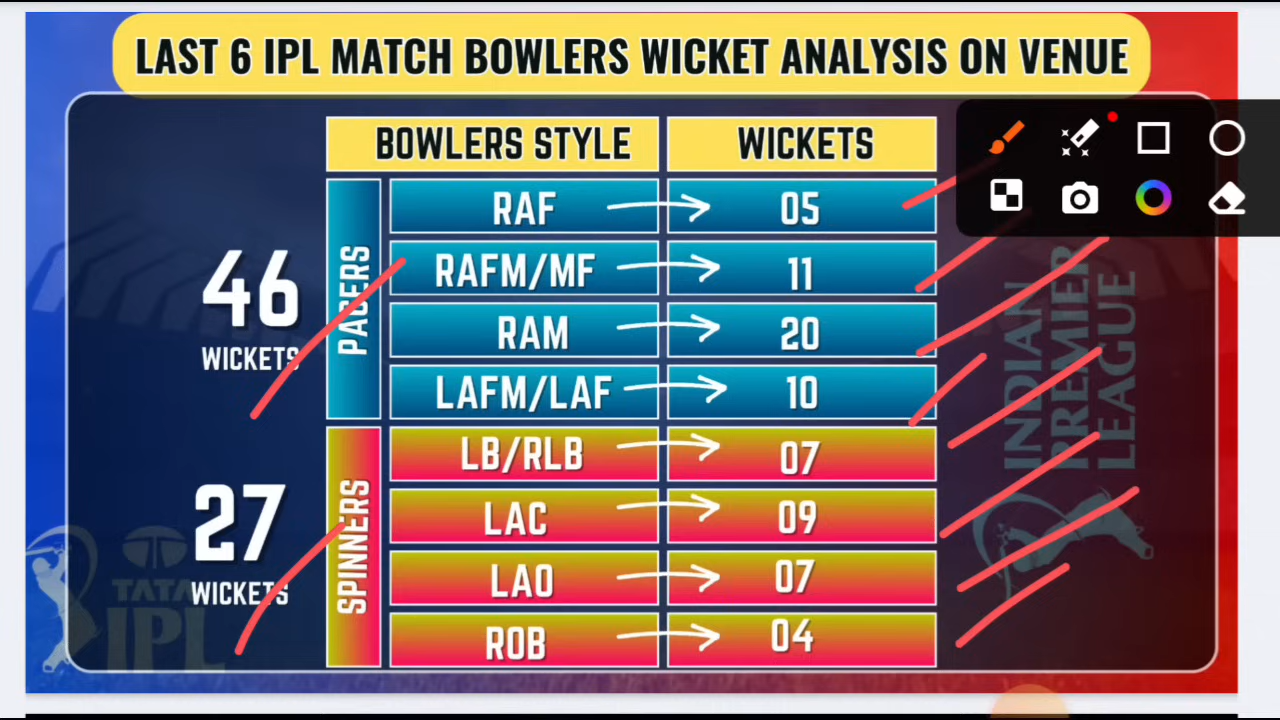 LAST 6 IPL MATCH BOWLERS WICKET ANALYSIS ON VENUE
BOWLERS STYLE WICKETS
46
WICKETS
PACERS
RAF 05
RAFM/MF 11
RAM 20
LAFM/LAF 10
27
WICKETS
SPINNERS
LB/RLB 07
LAC 09
LAO 07
ROB 04
INDIAN
PREMIER
LEAGUE
TATA
IPL